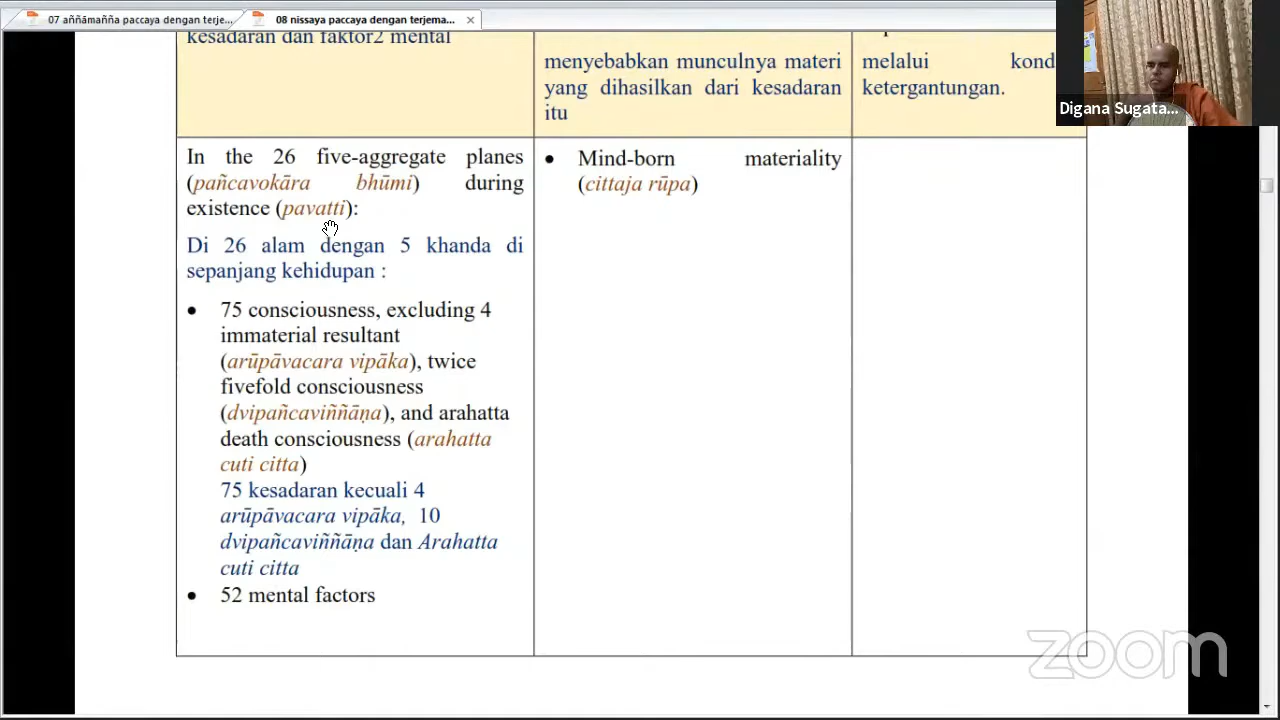 07 aññāmañña paccaya dengan terje...
08 nissaya paccaya dengan terjema...
kesadaran dan faktor2 mental
menyebabkan munculnya materi
yang dihasilkan dari kesadaran
itu
melalui kond
ketergantungan.
Digana Sugata...
In the 26 five-aggregate planes
(pañcavokāra bhūmi) during
existence (pavatti):
Di 26 alam dengan 5 khanda di
sepanjang kehidupan :
• 75 consciousness, excluding 4
immaterial resultant
(arūpāvacara vipāka), twice
fivefold consciousness
(dvipañcaviññāṇa), and arahatta
death consciousness (arahatta
cuti citta)
75 kesadaran kecuali 4
arūpāvacara vipāka, 10
dvipañcaviññāṇa dan Arahatta
cuti citta
• 52 mental factors
• Mind-born materiality
(cittaja rūpa)
zoom